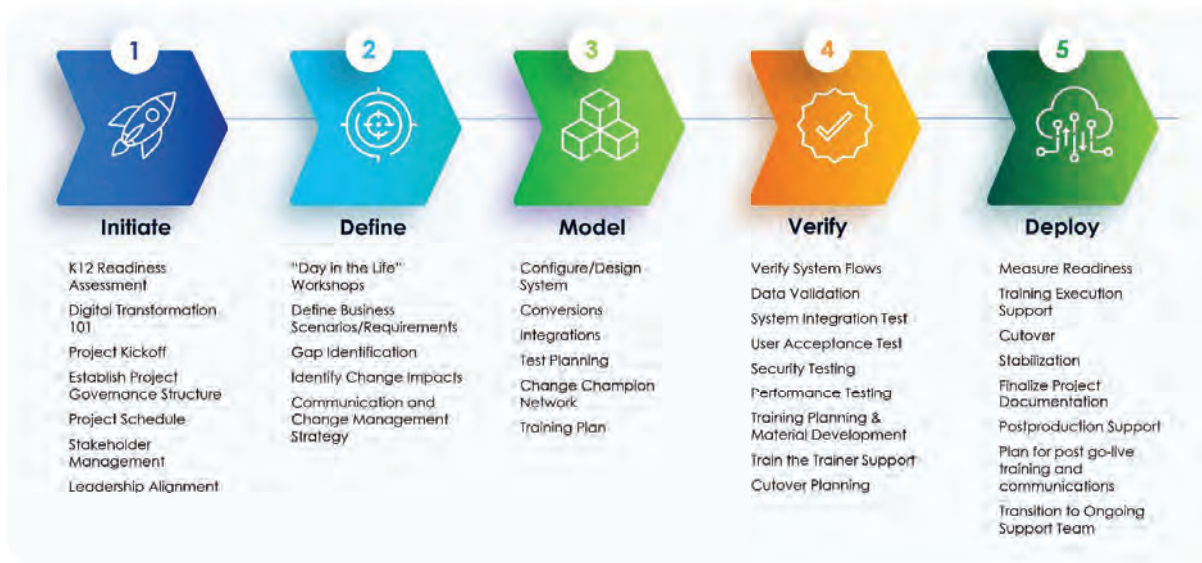 1
Initiate
K12 Readiness
Assessment
Digital Transformation
101
Project Kickoff
Establish Project
Governance Structure
Project Schedule
Stakeholder
Management
Leadership Alignment
2
Define
"Day in the Life"
Workshops
Define Business
Scenarios/Requirements
Gap Identification
Identify Change Impacts
Communication and
Change Management
Strategy
3
Model
Configure/Design
System
Conversions
Integrations
Test Planning
Change Champion
Network
Training Plan
4
Verify
Verify System Flows
Data Validation
System Integration Test
User Acceptance Test
Security Testing
Performance Testing
Training Planning &
Material Development
Train the Trainer Support
Cutover Planning
5
Deploy
Measure Readiness
Training Execution
Support
Cutover
Stabilization
Finalize Project
Documentation
Postproduction Support
Plan for post go-live
training and
communications
Transition to Ongoing
Support Team